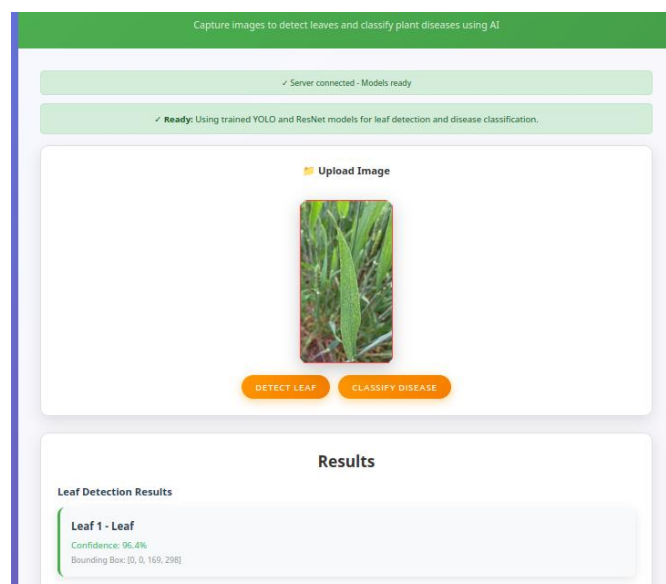 Capture images to detect leaves and classify plant diseases using AI
✓ Server connected - Models ready
✓ Ready: Using trained YOLO and ResNet models for leaf detection and disease classification.
📁 Upload Image
DETECT LEAF
CLASSIFY DISEASE
Results
Leaf Detection Results
Leaf 1 - Leaf
Confidence: 96.4%
Bounding Box: [0, 0, 169, 298]